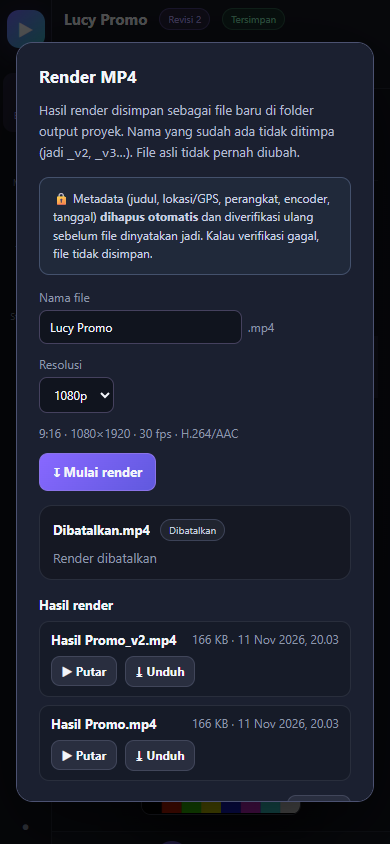 Lucy Promo Revisi 2 Tersimpan
Render MP4
Hasil render disimpan sebagai file baru di folder
output proyek. Nama yang sudah ada tidak ditimpa
(jadi _v2, _v3…). File asli tidak pernah diubah.
🔒 Metadata (judul, lokasi/GPS, perangkat, encoder,
tanggal) dihapus otomatis dan diverifikasi ulang
sebelum file dinyatakan jadi. Kalau verifikasi gagal,
file tidak disimpan.
Nama file
Lucy Promo .mp4
Resolusi
1080p
9:16 · 1080×1920 · 30 fps · H.264/AAC
↧ Mulai render
Dibatalkan.mp4 Dibatalkan
Render dibatalkan
Hasil render
Hasil Promo_v2.mp4 166 KB · 11 Nov 2026, 20.03
▶ Putar ⤓ Unduh
Hasil Promo.mp4 166 KB · 11 Nov 2026, 20.03
▶ Putar ⤓ Unduh